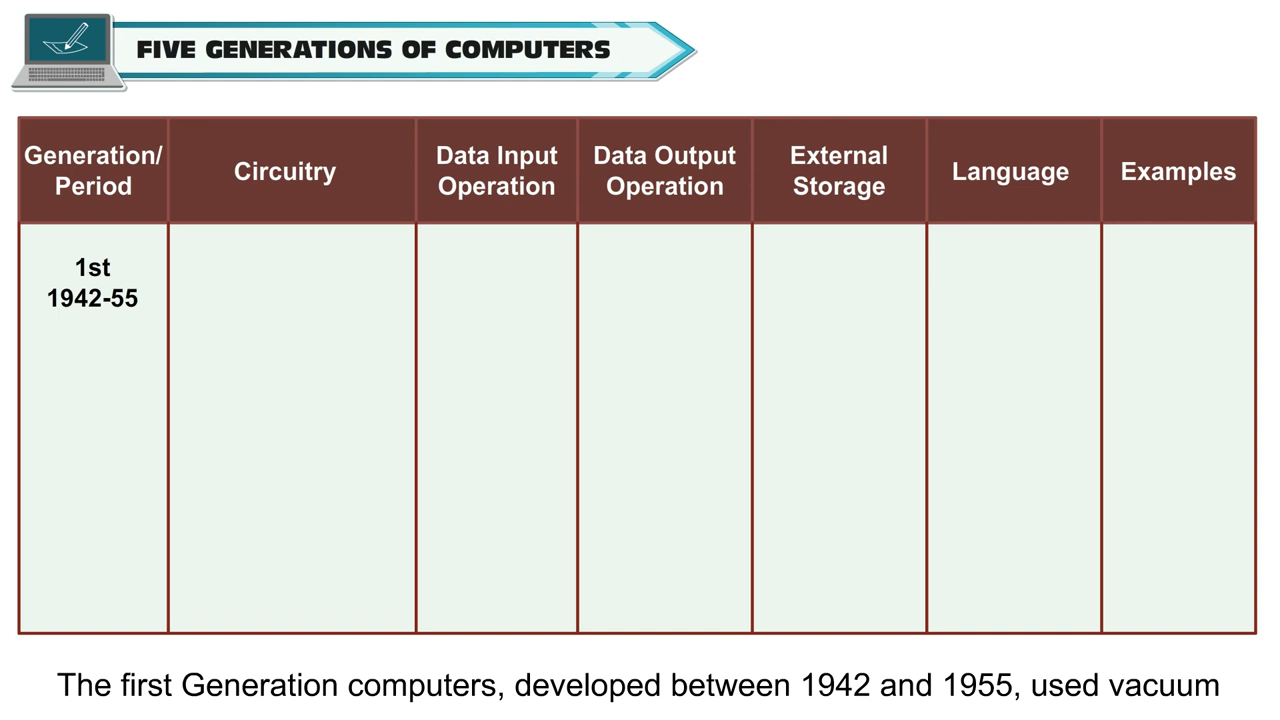 FIVE GENERATIONS OF COMPUTERS
Generation/
Period
Circuitry
Data Input
Operation
Data Output
Operation
External
Storage
Language
Examples
1st
1942-55
The first Generation computers, developed between 1942 and 1955, used vacuum